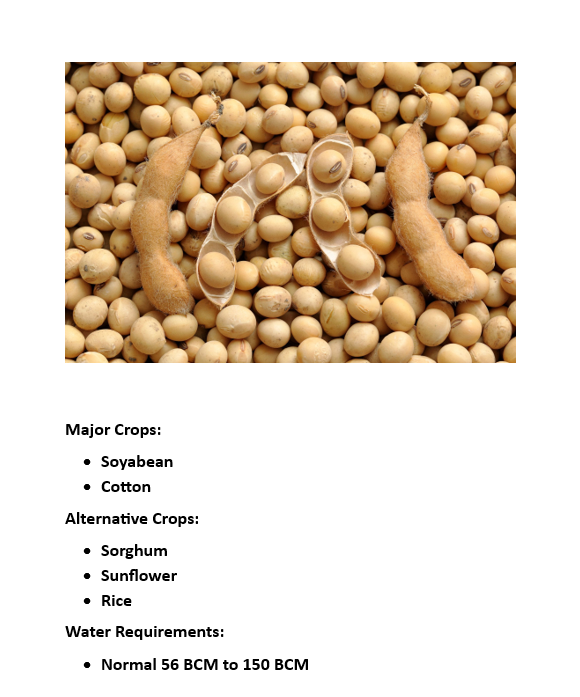 Major Crops:
• Soyabean
• Cotton
Alternative Crops:
• Sorghum
• Sunflower
• Rice
Water Requirements:
• Normal 56 BCM to 150 BCM